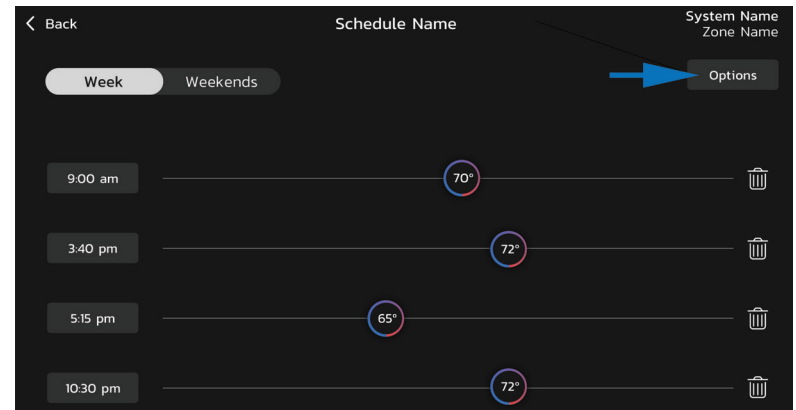 Back
Schedule Name
System Name
Zone Name
Week
Weekends
Options
9:00 am
70°
3:40 pm
72°
5:15 pm
65°
10:30 pm
72°